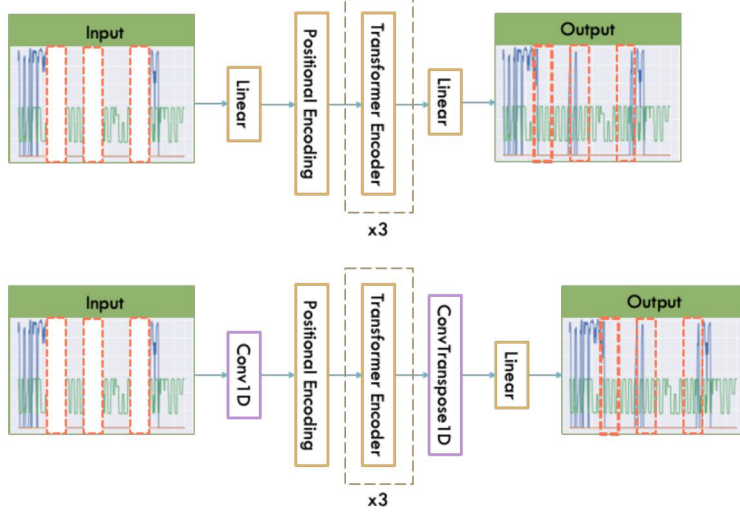 Input
Linear
Positional Encoding
Transformer Encoder
x3
Linear
Output
Input
Conv1D
Positional Encoding
Transformer Encoder
x3
ConvTranspose1D
Linear
Output